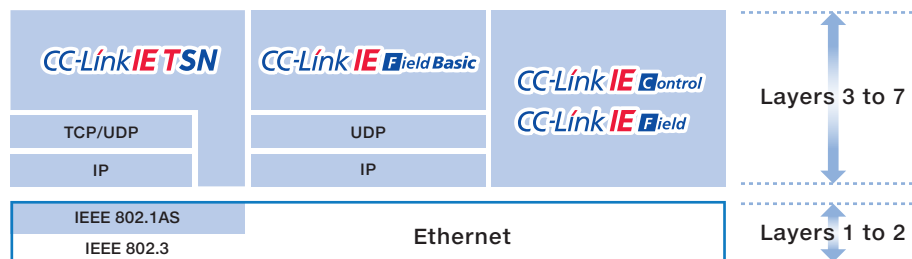 CC-Link IE TSN
CC-Link IE Field Basic
CC-Link IE Control
CC-Link IE Field
Layers 3 to 7
TCP/UDP
UDP
IP
IP
IEEE 802.1AS
IEEE 802.3
Ethernet
Layers 1 to 2